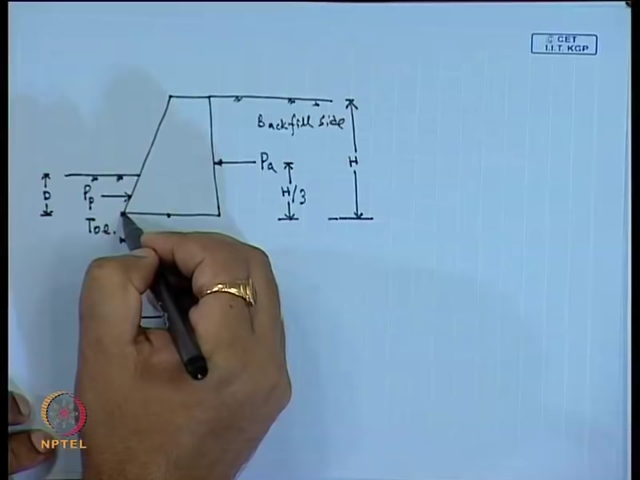 © CET
I.I.T. KGP
Backfill side
Pa
H
H/3
D
Pp
Toe.
NPTEL